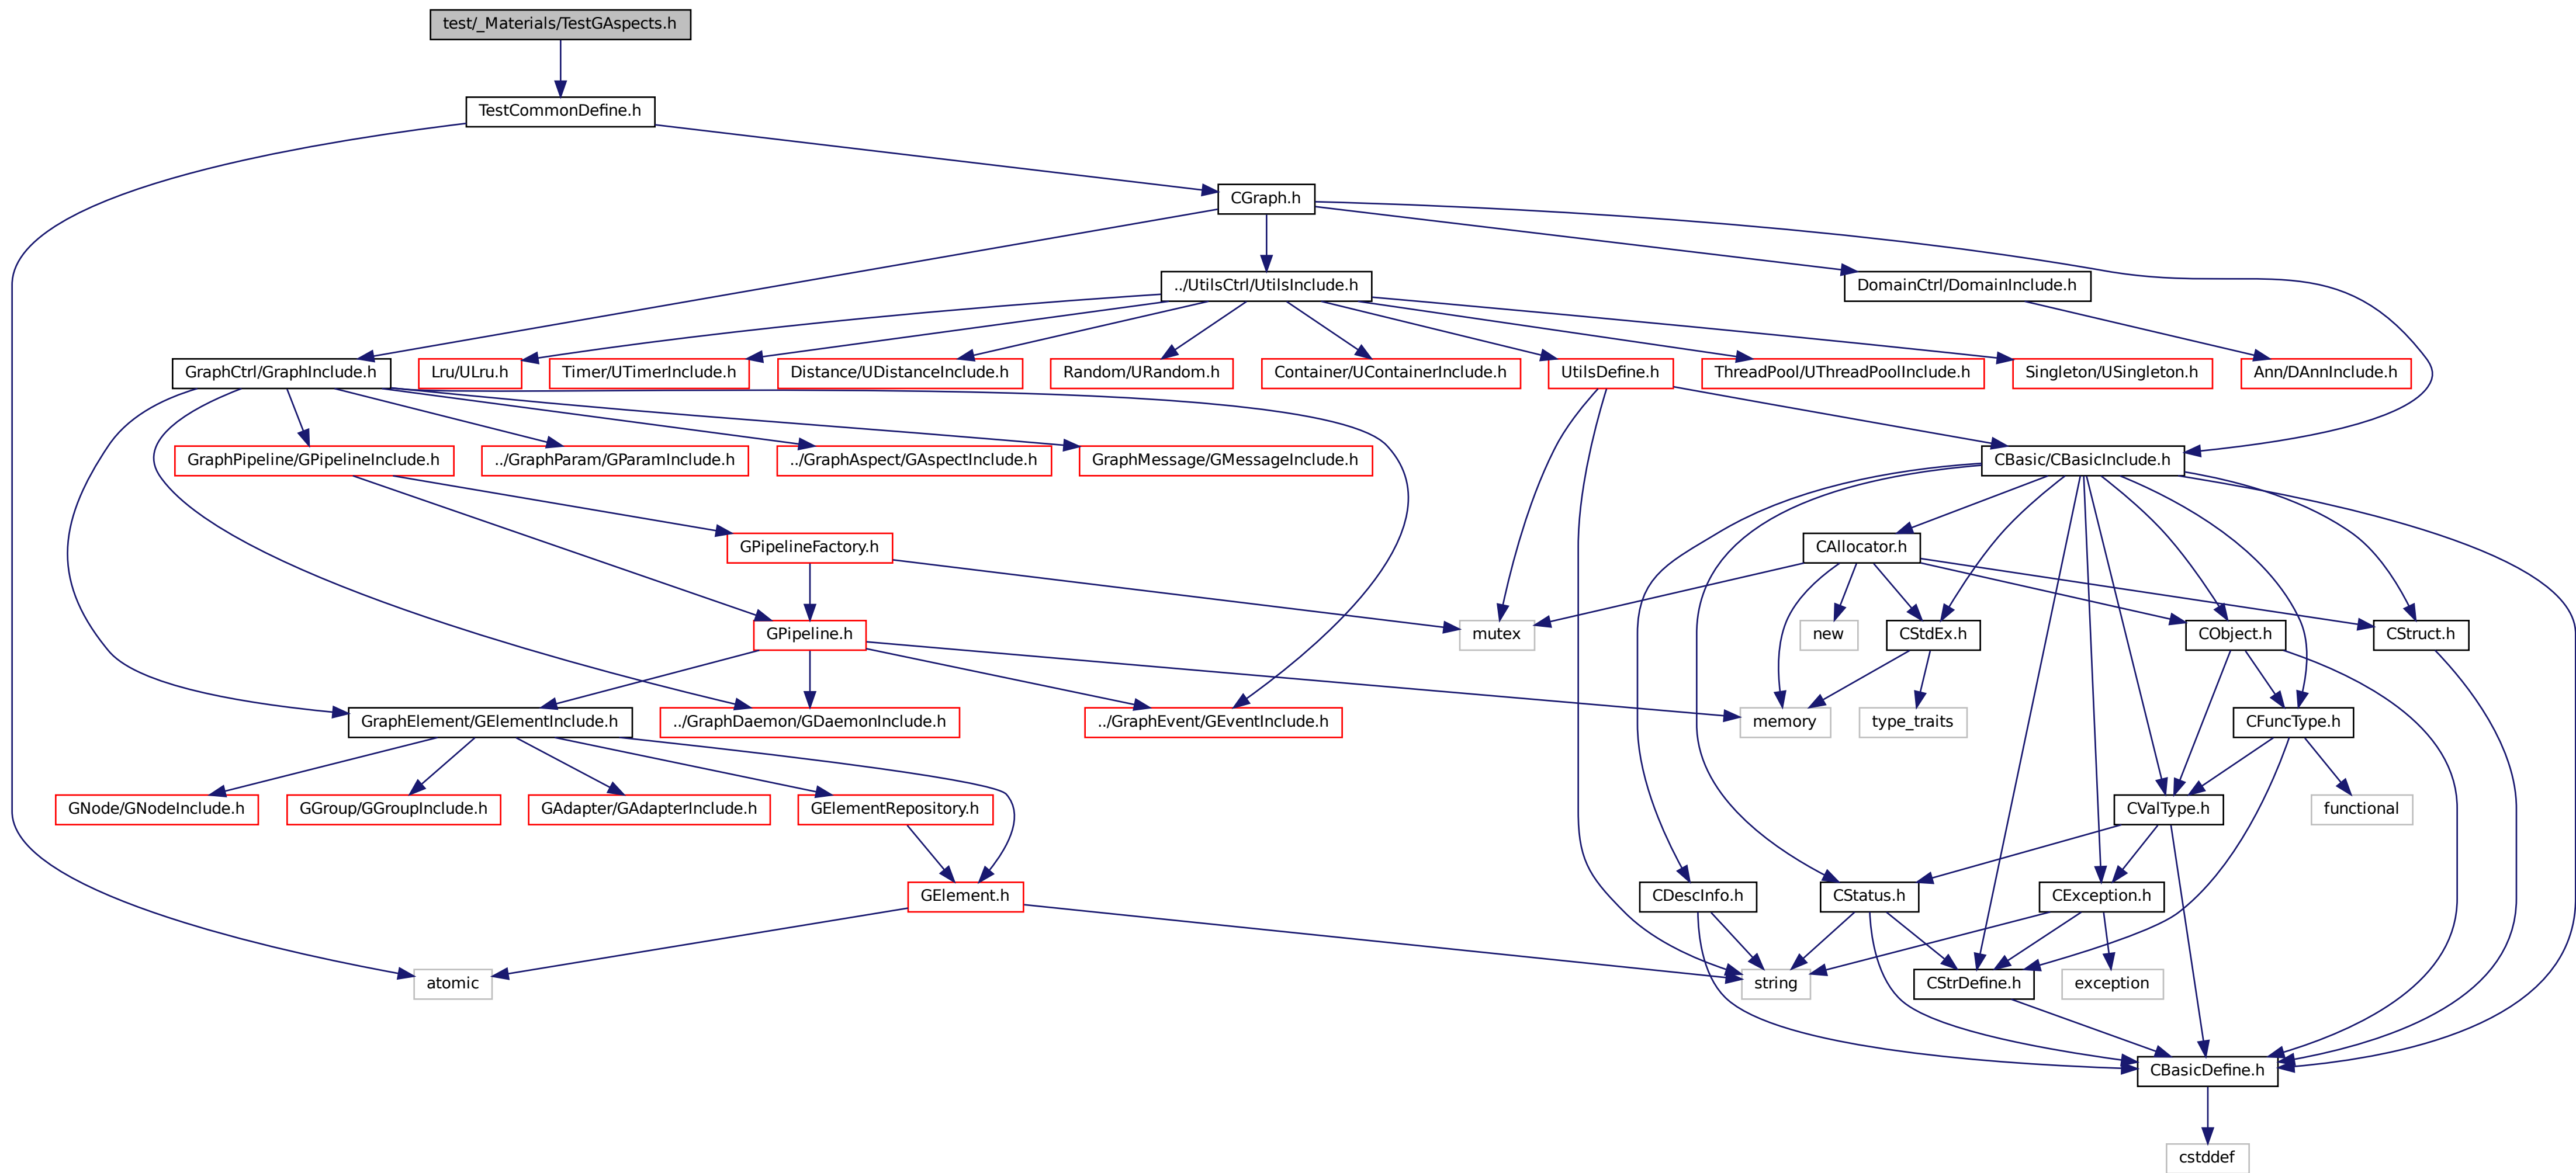 test/_Materials/TestGAspects.h
TestCommonDefine.h
CGraph.h
../UtilsCtrl/UtilsInclude.h
DomainCtrl/DomainInclude.h
GraphCtrl/GraphInclude.h
Lru/ULru.h
Timer/UTimerInclude.h
Distance/UDistanceInclude.h
Random/URandom.h
Container/UContainerInclude.h
UtilsDefine.h
ThreadPool/UThreadPoolInclude.h
Singleton/USingleton.h
Ann/DAnnInclude.h
GraphPipeline/GPipelineInclude.h
../GraphParam/GParamInclude.h
../GraphAspect/GAspectInclude.h
GraphMessage/GMessageInclude.h
CBasic/CBasicInclude.h
GPipelineFactory.h
CAllocator.h
GPipeline.h
mutex
new
CStdEx.h
CObject.h
CStruct.h
GraphElement/GElementInclude.h
../GraphDaemon/GDaemonInclude.h
../GraphEvent/GEventInclude.h
memory
type_traits
CFuncType.h
GNode/GNodeInclude.h
GGroup/GGroupInclude.h
GAdapter/GAdapterInclude.h
GElementRepository.h
CValType.h
functional
GElement.h
CDescInfo.h
CStatus.h
CException.h
atomic
string
CStrDefine.h
exception
CBasicDefine.h
cstddef